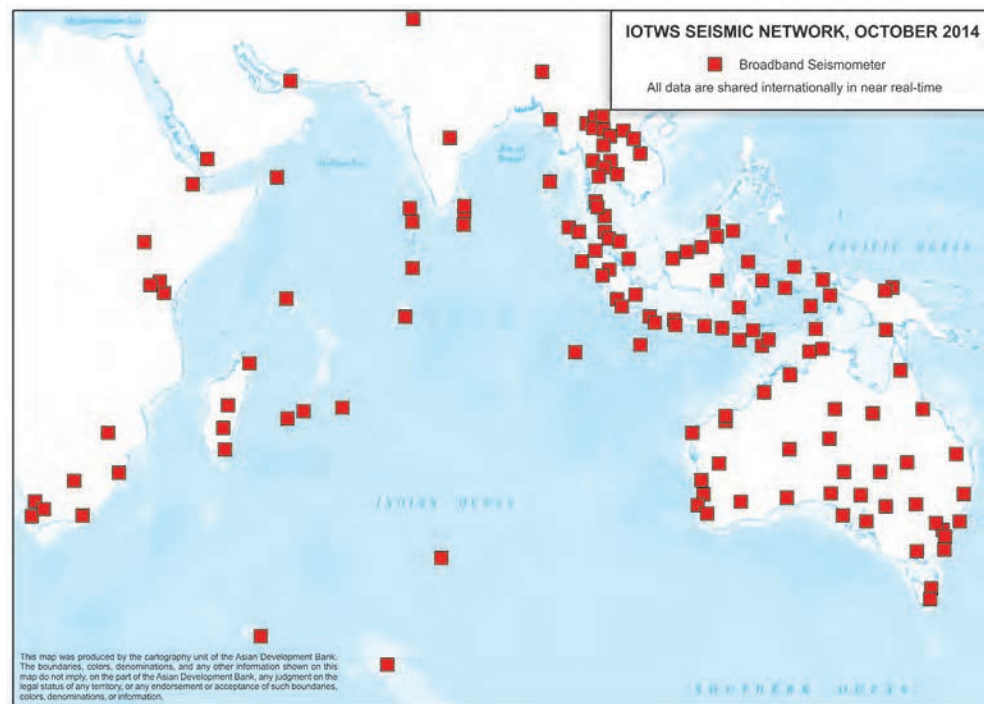 Mediterranean Sea
IOTWS SEISMIC NETWORK, OCTOBER 2014
Broadband Seismometer
All data are shared internationally in near real-time
Bay of
Bengal
PACIFIC OCEAN
INDIAN OCEAN
This map was produced by the cartography unit of the Asian Development Bank.
The boundaries, colors, denominations, and any other information shown on this
map do not imply, on the part of the Asian Development Bank, any judgment on the
legal status of any territory, or any endorsement or acceptance of such boundaries,
colors, denominations, or information.
SOUTHERN OCEAN